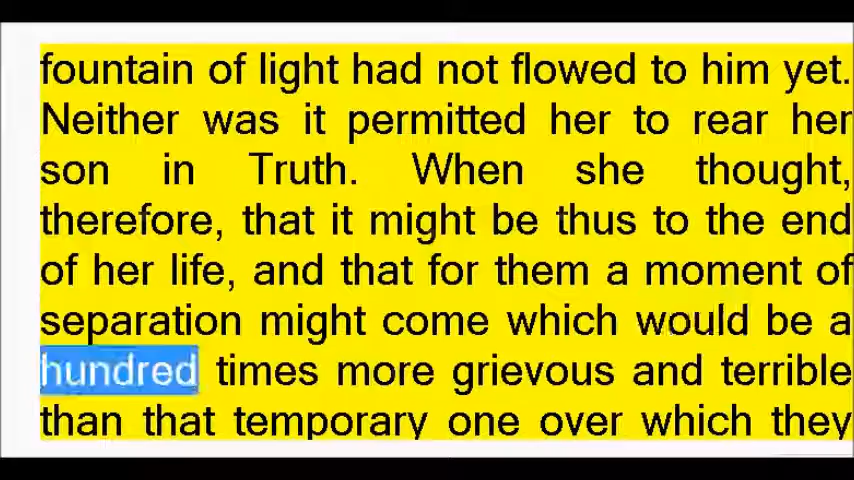 fountain of light had not flowed to him yet.
Neither was it permitted her to rear her
son in Truth. When she thought,
therefore, that it might be thus to the end
of her life, and that for them a moment of
separation might come which would be a
hundred times more grievous and terrible
than that temporary one over which they